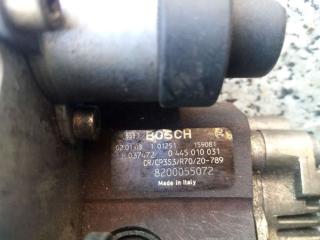 BOSCH
02.01.08 1 01251 159081
H 037472 0 445 010 031
CR/CP3S3/R70/20-789
8200055072
Made in Italy